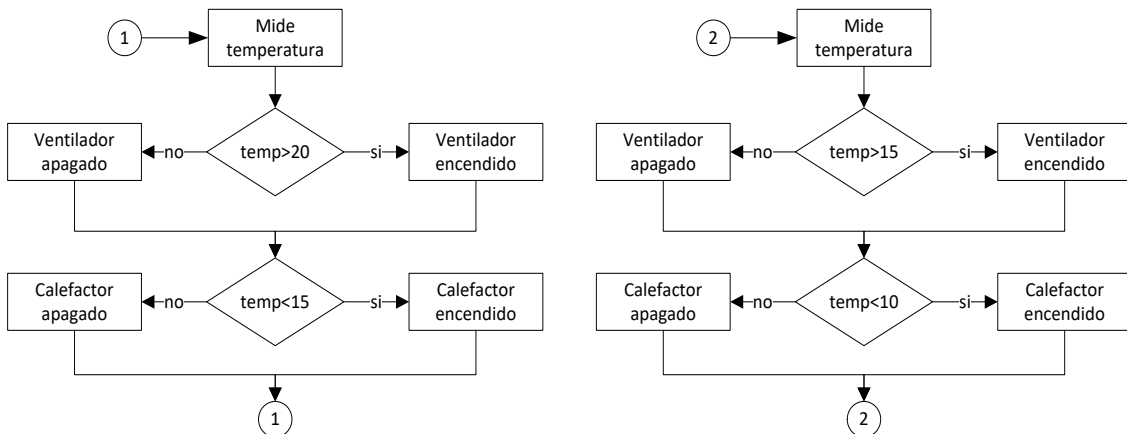 1
Mide
temperatura
Ventilador
apagado
no
temp>20
si
Ventilador
encendido
Calefactor
apagado
no
temp<15
si
Calefactor
encendido
1
2
Mide
temperatura
Ventilador
apagado
no
temp>15
si
Ventilador
encendido
Calefactor
apagado
no
temp<10
si
Calefactor
encendido
2